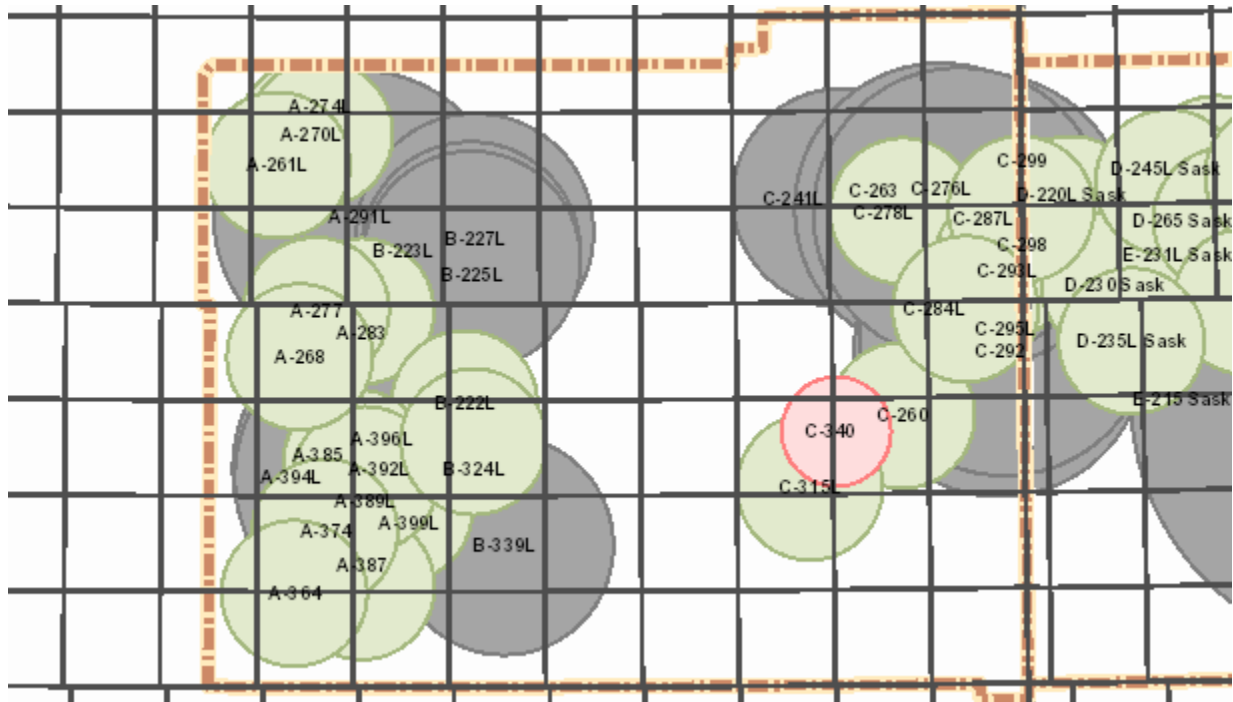 A-274L
A-270L
A-261L
A-291L
B-223L
B-227L
B-225L
A-277
A-283
A-268
B-222L
A-396L
A-385
A-392L
A-394L
B-324L
A-389L
A-399L
A-374
B-339L
A-387
A-364
C-241L
C-263
C-276L
C-278L
C-299
C-287L
C-298
C-293L
C-284L
C-295L
C-292
C-260
C-340
C-315L
D-245L Sask
D-220L Sask
D-265 Sask
E-231L Sask
D-230 Sask
D-235L Sask
E-215 Sask